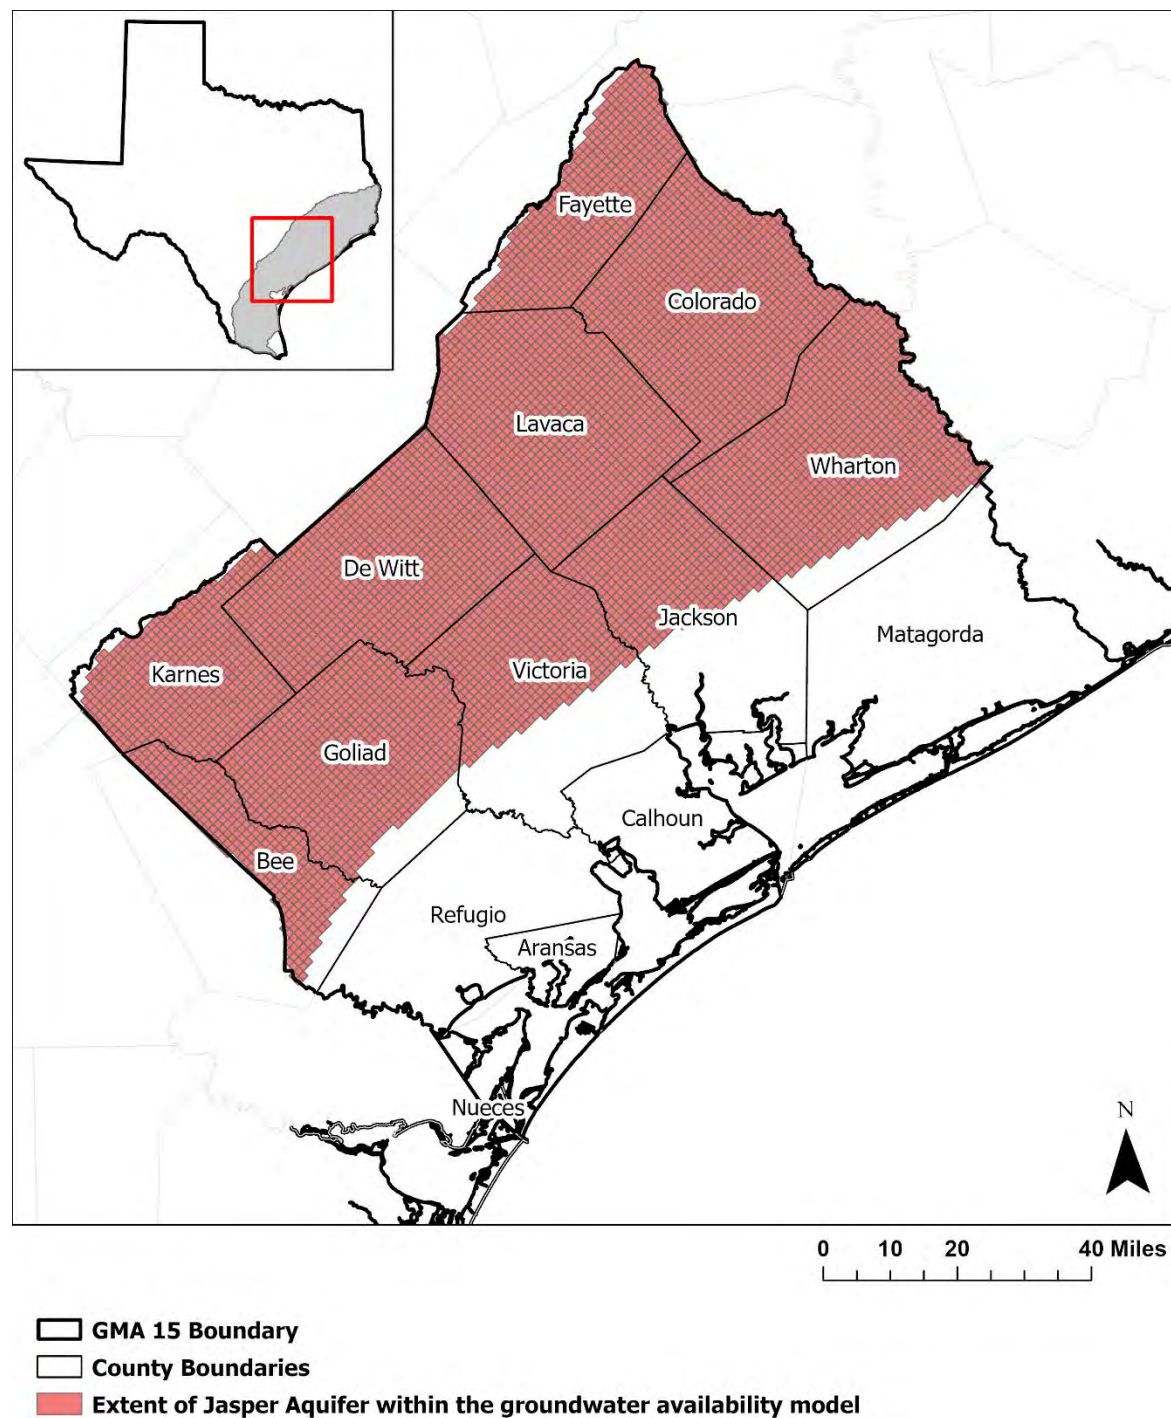 Fayette
Colorado
Lavaca
Wharton
De Witt
Jackson
Matagorda
Karnes
Victoria
Goliad
Calhoun
Bee
Refugio
Aransas
Nueces
N
0 10 20 40 Miles
GMA 15 Boundary
County Boundaries
Extent of Jasper Aquifer within the groundwater availability model